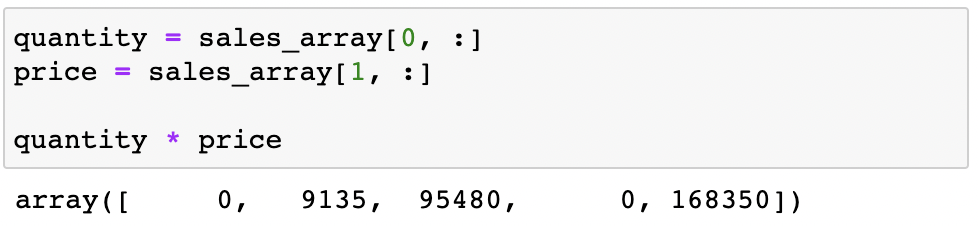 quantity = sales_array[0, :]
price = sales_array[1, :]
quantity * price
array([     0,   9135,  95480,      0, 168350])